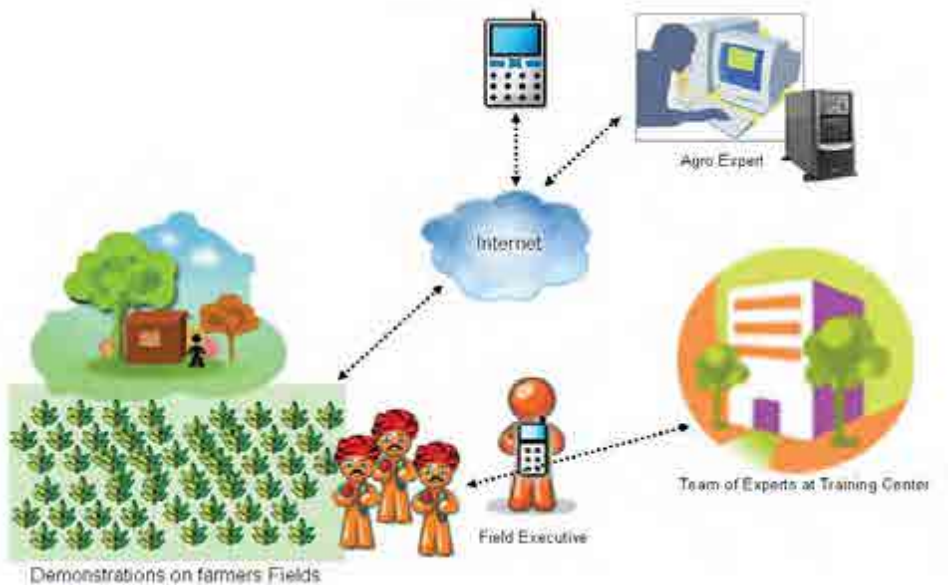 Agro Expert
Internet
Team of Experts at Training Center
Field Executive
Demonstrations on farmers Fields